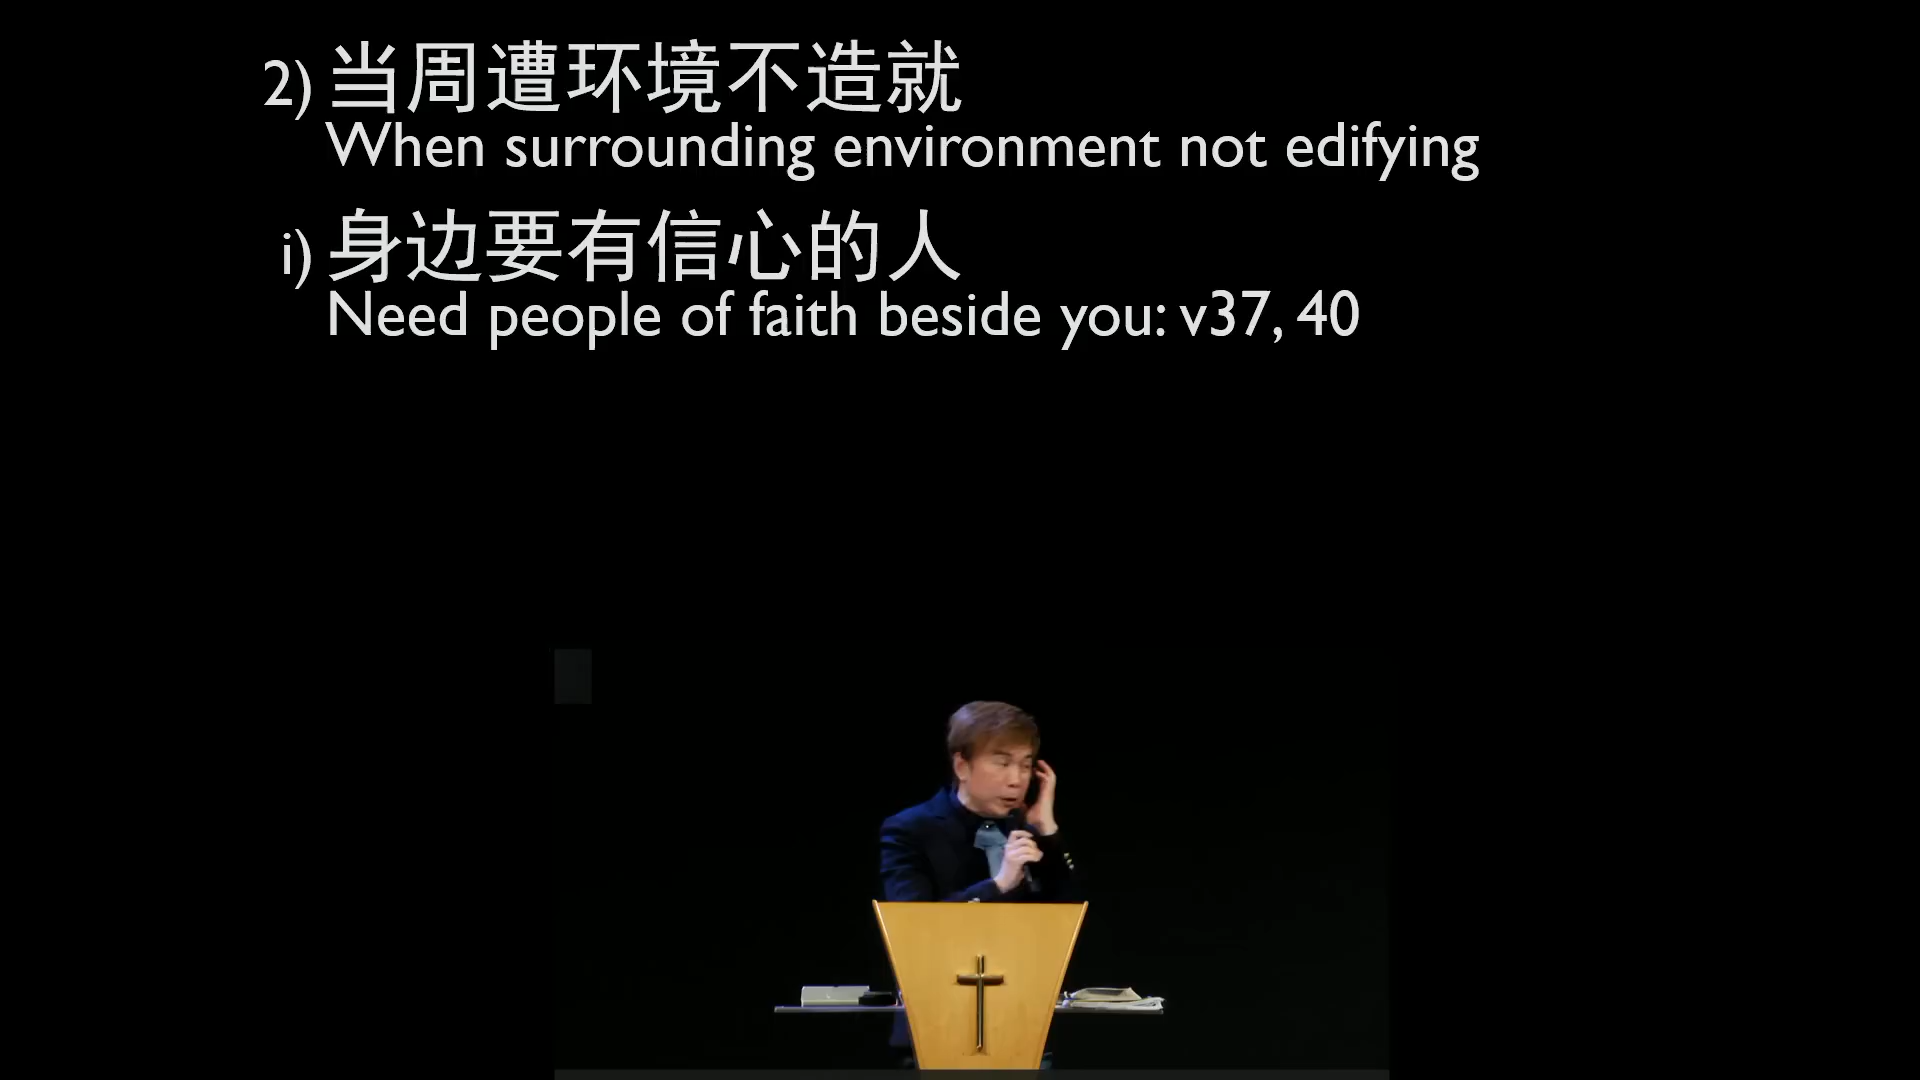 2) 当周遭环境不造就
When surrounding environment not edifying
i) 身边要有信心的人
Need people of faith beside you: v37, 40